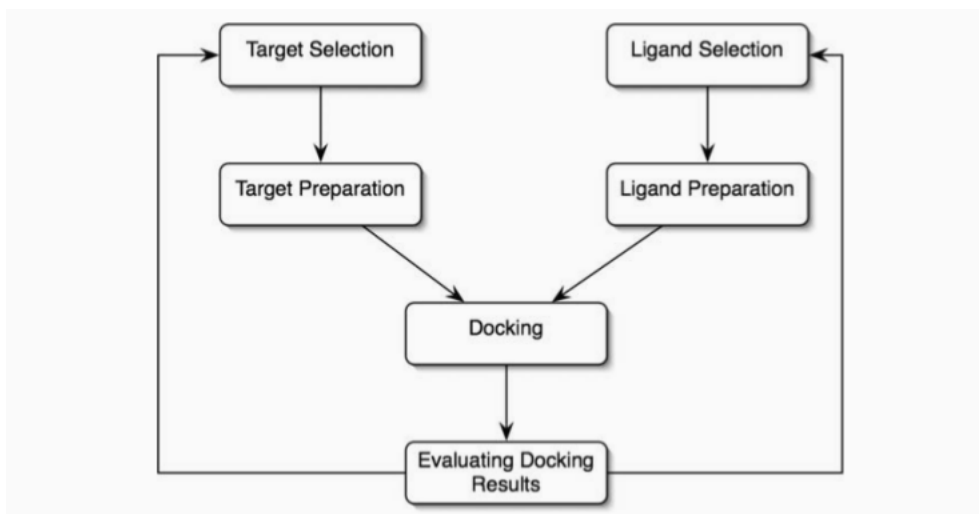 Target Selection
Ligand Selection
Target Preparation
Ligand Preparation
Docking
Evaluating Docking
Results